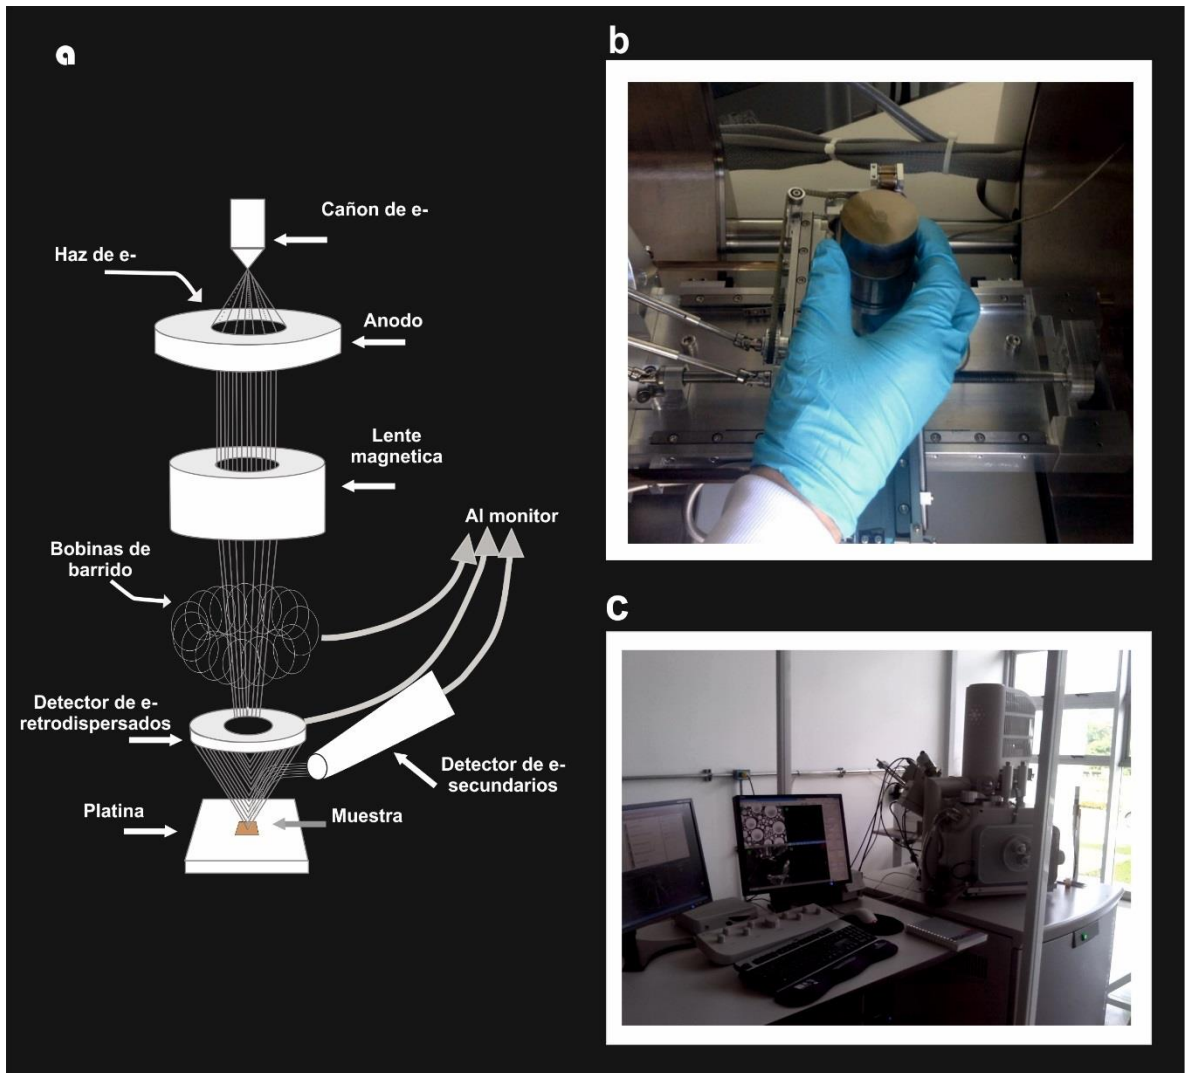 a
Cañon de e-
Haz de e-
Anodo
Lente
magnetica
Al monitor
Bobinas de
barrido
Detector de e-
retrodispersados
Detector de e-
secundarios
Platina
Muestra
b
c